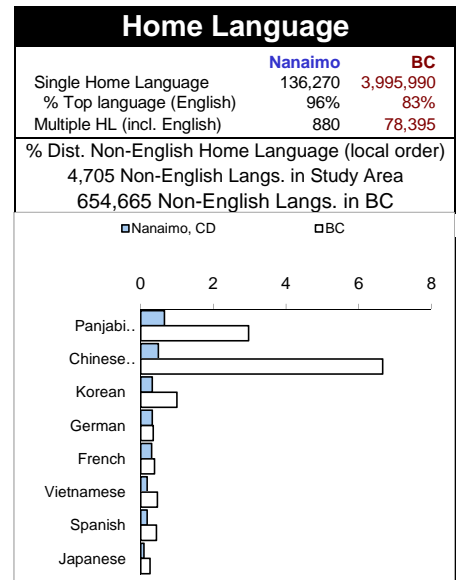 Home Language
Nanaimo BC
Single Home Language 136,270 3,995,990
% Top language (English) 96% 83%
Multiple HL (incl. English) 880 78,395
% Dist. Non-English Home Language (local order)
4,705 Non-English Langs. in Study Area
654,665 Non-English Langs. in BC
Nanaimo, CD BC
0 2 4 6 8
Panjabi..
Chinese..
Korean
German
French
Vietnamese
Spanish
Japanese